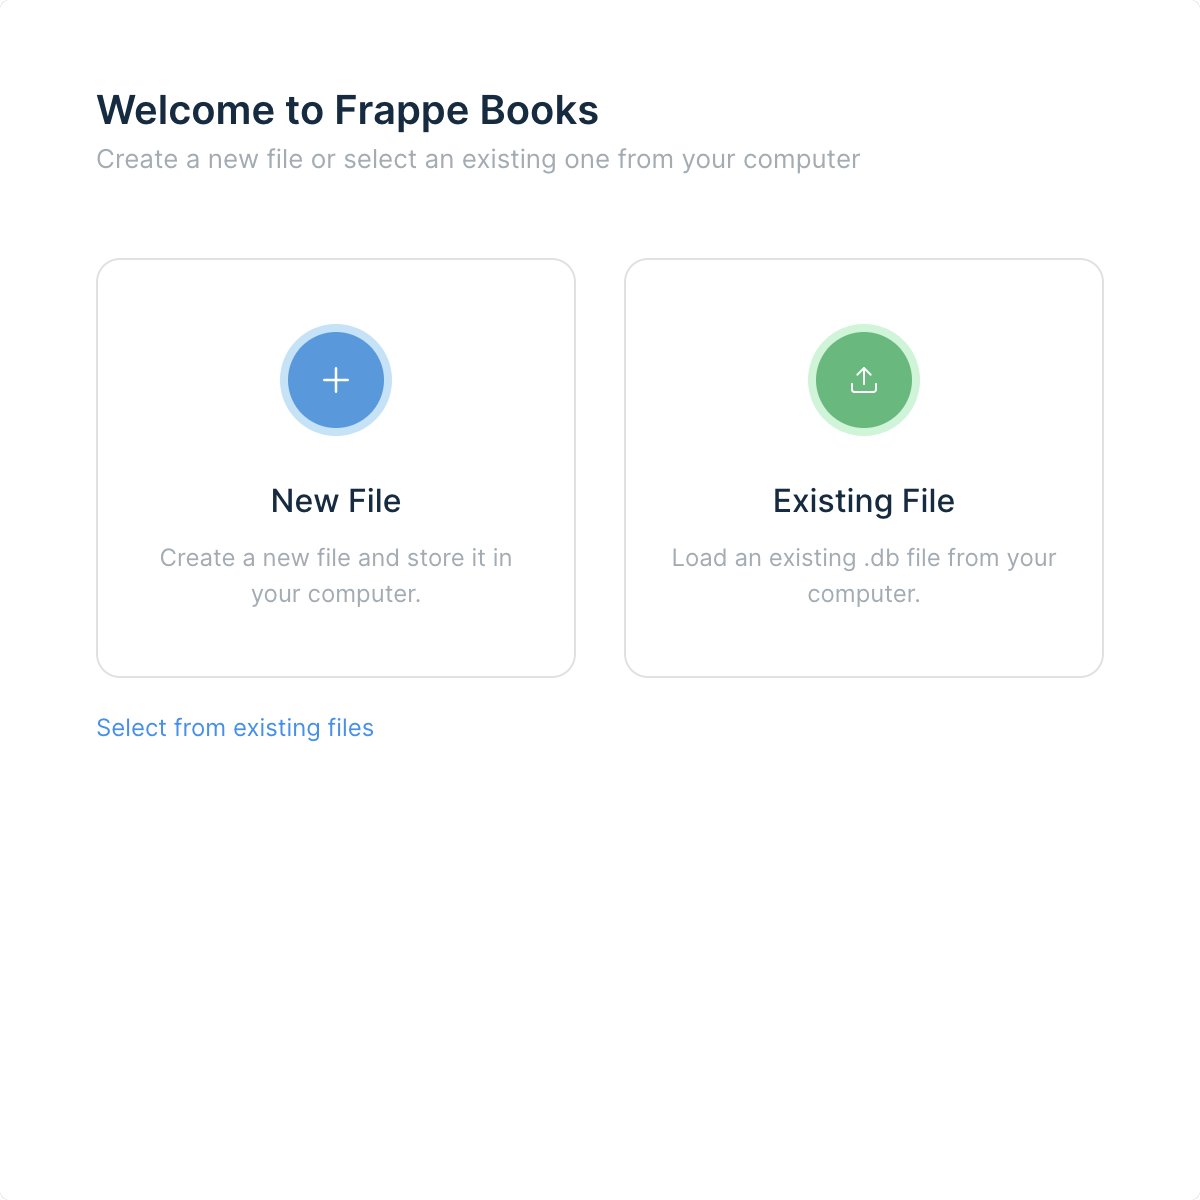 Welcome to Frappe Books
Create a new file or select an existing one from your computer
New File
Create a new file and store it in
your computer.
Existing File
Load an existing .db file from your
computer.
Select from existing files